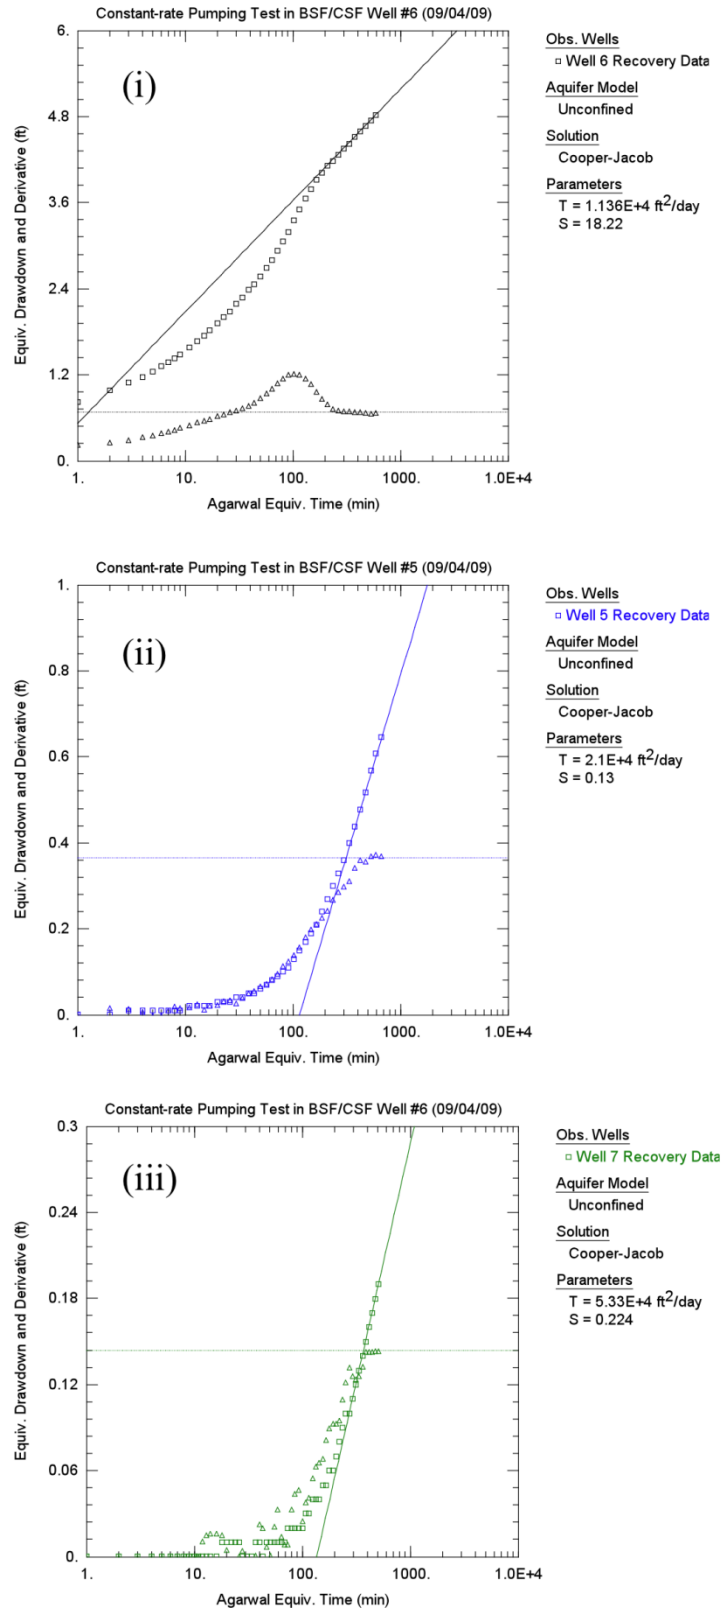 Constant-rate Pumping Test in BSF/CSF Well #6 (09/04/09)
6.
4.8
3.6
2.4
1.2
0.
Equiv. Drawdown and Derivative (ft)
(i)
1.
10.
100.
1000.
1.0E+4
Agarwal Equiv. Time (min)
Obs. Wells
Well 6 Recovery Data
Aquifer Model
Unconfined
Solution
Cooper-Jacob
Parameters
T = 1.136E+4 ft2/day
S = 18.22
Constant-rate Pumping Test in BSF/CSF Well #5 (09/04/09)
1.
0.8
0.6
0.4
0.2
0.
Equiv. Drawdown and Derivative (ft)
(ii)
1.
10.
100.
1000.
1.0E+4
Agarwal Equiv. Time (min)
Obs. Wells
Well 5 Recovery Data
Aquifer Model
Unconfined
Solution
Cooper-Jacob
Parameters
T = 2.1E+4 ft2/day
S = 0.13
Constant-rate Pumping Test in BSF/CSF Well #6 (09/04/09)
0.3
0.24
0.18
0.12
0.06
0.
Equiv. Drawdown and Derivative (ft)
(iii)
1.
10.
100.
1000.
1.0E+4
Agarwal Equiv. Time (min)
Obs. Wells
Well 7 Recovery Data
Aquifer Model
Unconfined
Solution
Cooper-Jacob
Parameters
T = 5.33E+4 ft2/day
S = 0.224